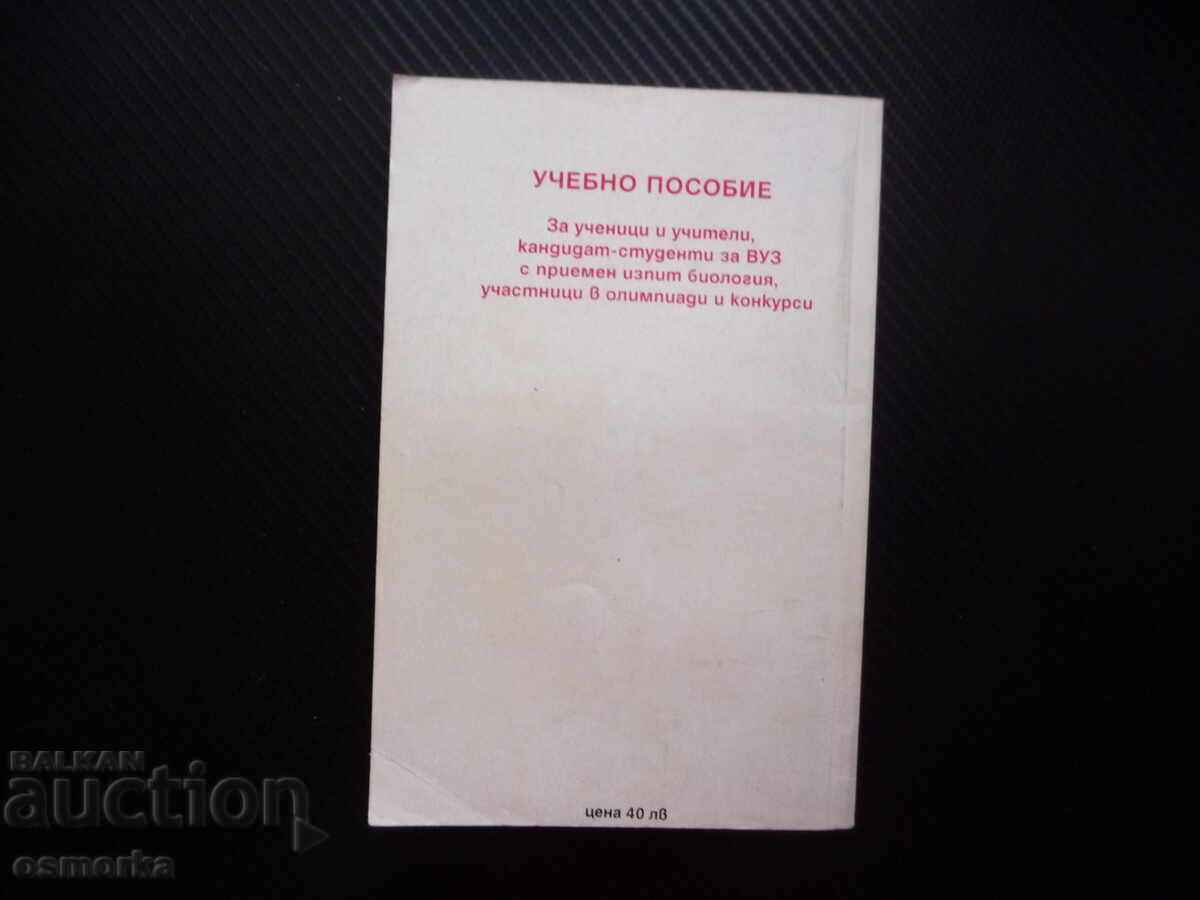 УЧЕБНО ПОСОБИЕ
За ученици и учители,
кандидат-студенти за ВУЗ
с приемен изпит биология,
участници в олимпиади и конкурси
цена 40 лв
BALKAN
auction
osmorka